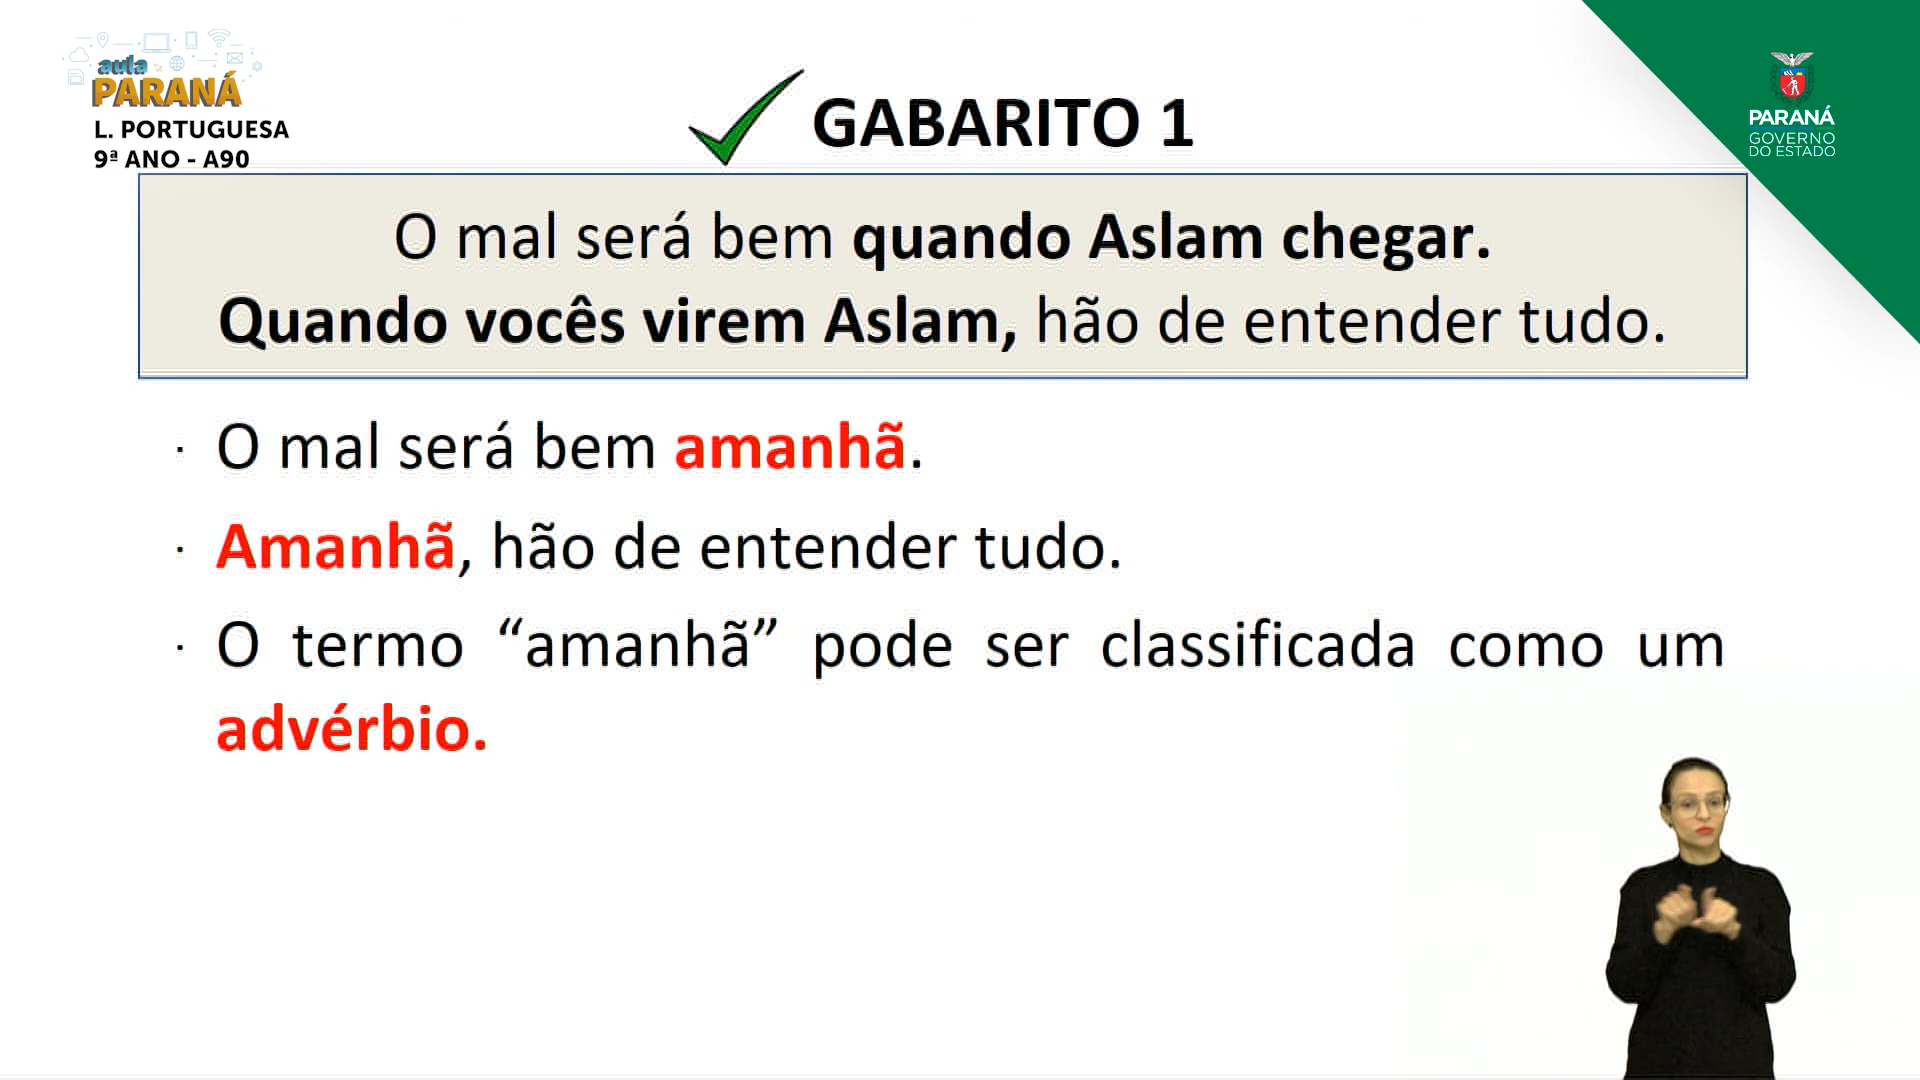 aula
PARANÁ
L. PORTUGUESA
9ª ANO - A90
GABARITO 1
PARANÁ
GOVERNO
DO ESTADO
O mal será bem quando Aslam chegar.
Quando vocês virem Aslam, hão de entender tudo.
· O mal será bem amanhã.
· Amanhã, hão de entender tudo.
· O termo “amanhã” pode ser classificada como um
advérbio.